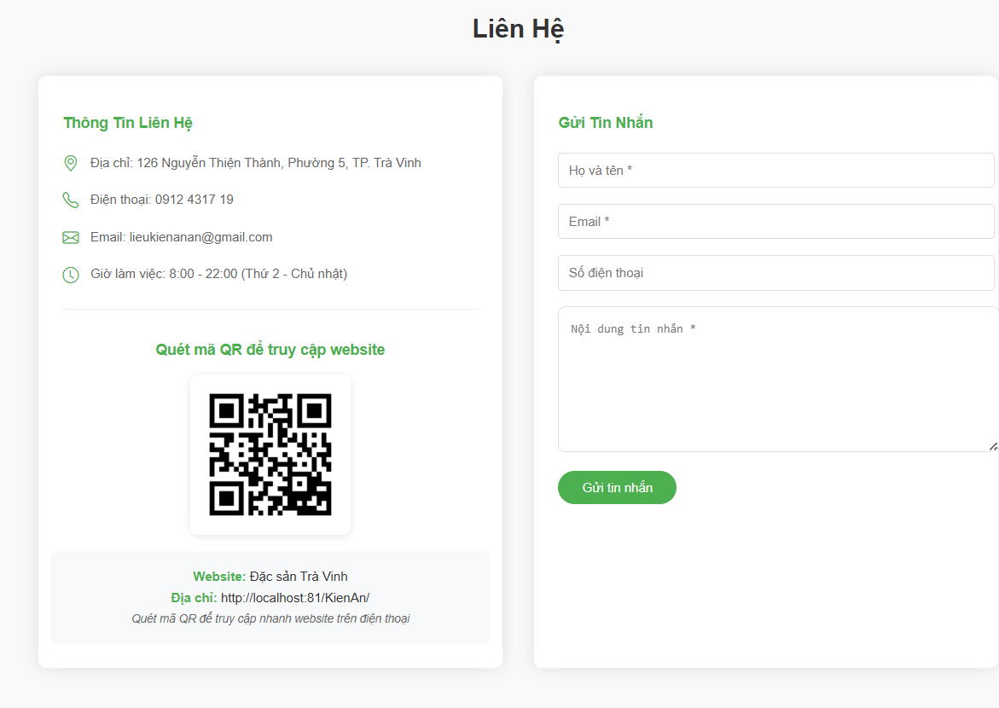 Liên Hệ
Thông Tin Liên Hệ
Địa chỉ: 126 Nguyễn Thiện Thành, Phường 5, TP. Trà Vinh
Điện thoại: 0912 4317 19
Email: lieukienanan@gmail.com
Giờ làm việc: 8:00 - 22:00 (Thứ 2 - Chủ nhật)
Quét mã QR để truy cập website
Website: Đặc sản Trà Vinh
Địa chỉ: http://localhost:81/KienAn/
Quét mã QR để truy cập nhanh website trên điện thoại
Gửi Tin Nhắn
Họ và tên *
Email *
Số điện thoại
Nội dung tin nhắn *
Gửi tin nhắn